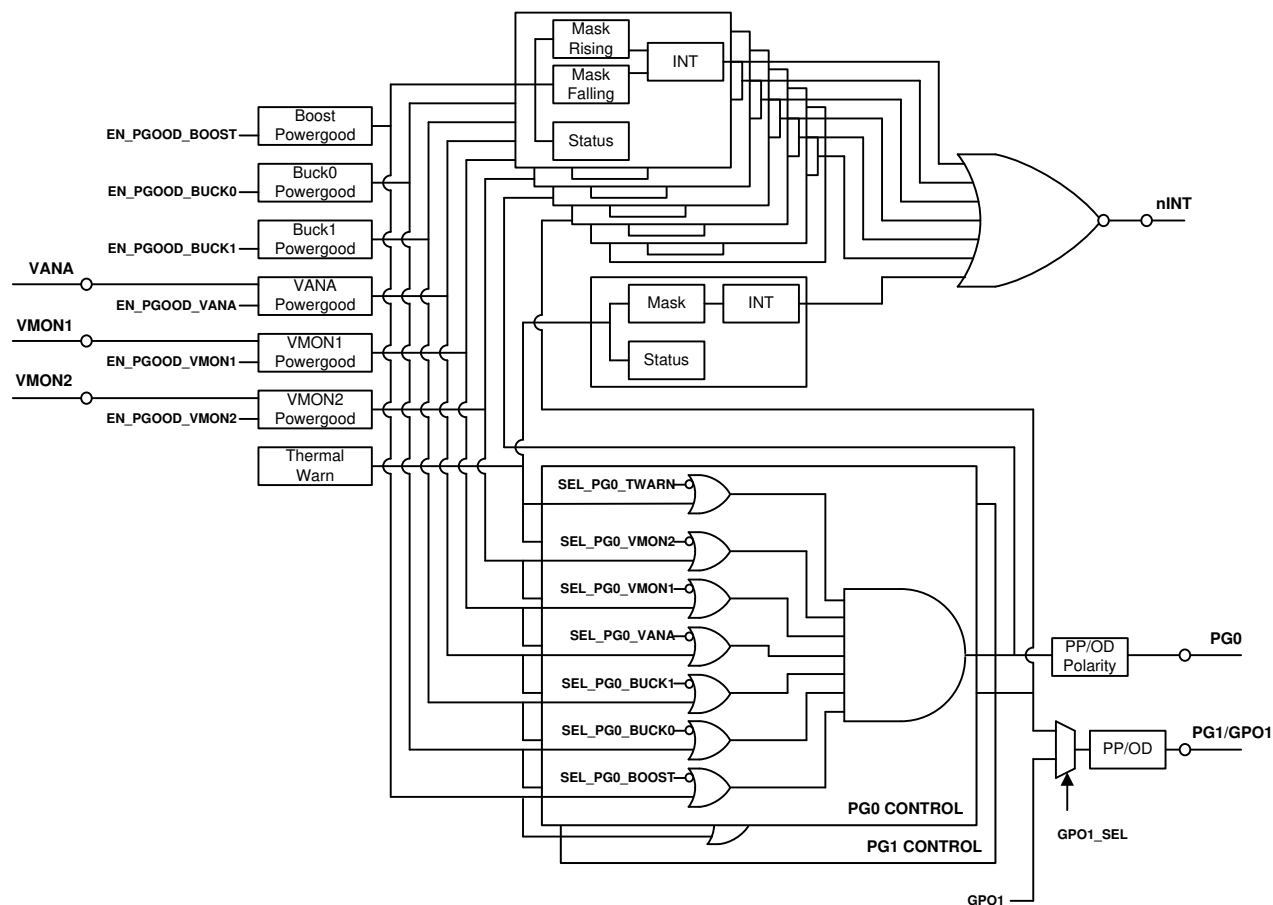 Mask
Rising
INT
Mask
Falling
Status
Boost
Powergood
EN_PGOOD_BOOST
Buck0
Powergood
EN_PGOOD_BUCK0
nINT
Buck1
Powergood
EN_PGOOD_BUCK1
VANA
VANA
Powergood
EN_PGOOD_VANA
Mask
INT
VMON1
VMON1
Powergood
EN_PGOOD_VMON1
Status
VMON2
VMON2
Powergood
EN_PGOOD_VMON2
Thermal
Warn
SEL_PG0_TWARN
SEL_PG0_VMON2
SEL_PG0_VMON1
SEL_PG0_VANA
PP/OD
Polarity
PG0
SEL_PG0_BUCK1
SEL_PG0_BUCK0
PG1/GPO1
PP/OD
SEL_PG0_BOOST
PG0 CONTROL
GPO1_SEL
PG1 CONTROL
GPO1